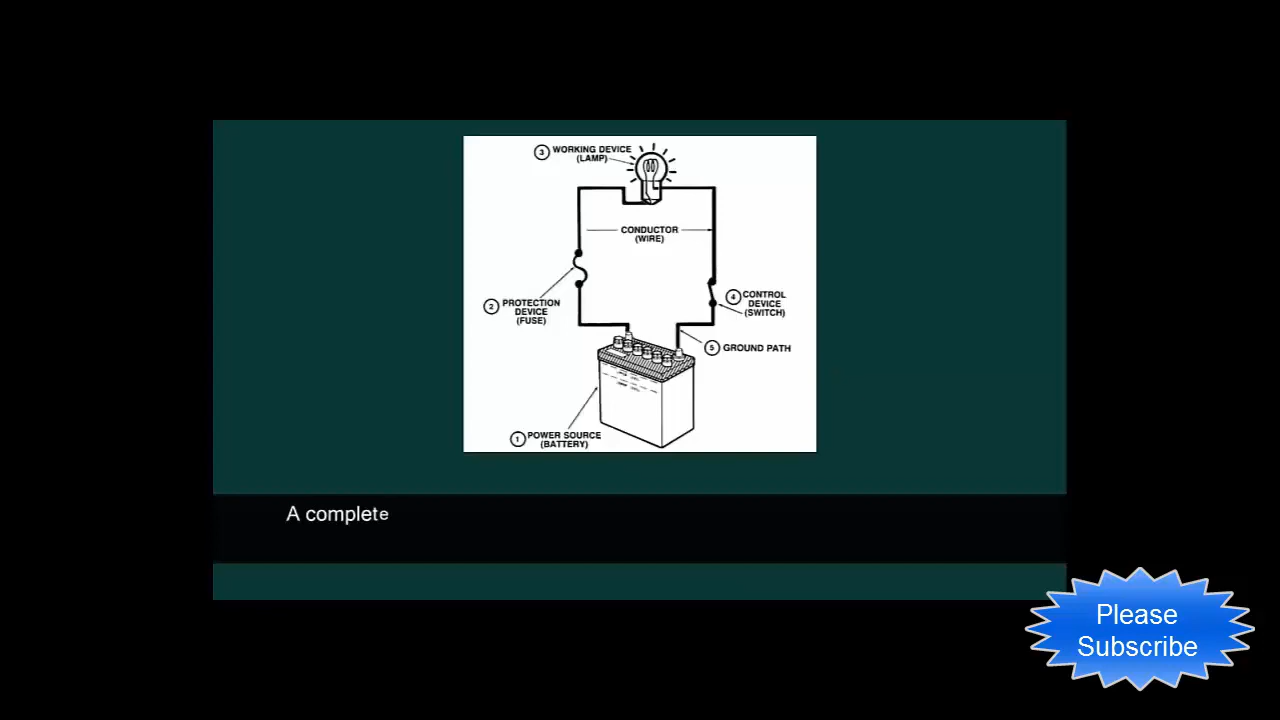 3 WORKING DEVICE
(LAMP)
CONDUCTOR
(WIRE)
2 PROTECTION
DEVICE
(FUSE)
4 CONTROL
DEVICE
(SWITCH)
5 GROUND PATH
1 POWER SOURCE
(BATTERY)
A complete
Please
Subscribe